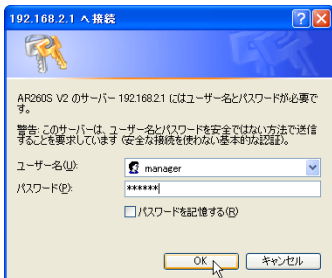 192.168.2.1 へ接続
AR260S V2 のサーバー 192.168.2.1 にはユーザー名とパスワードが必要で
す。
警告: このサーバーは、ユーザー名とパスワードを安全ではない方法で送信
することを要求しています (安全な接続を使わない基本的な認証)。
ユーザー名(U):
manager
パスワード(P):
******
パスワードを記憶する(R)
OK
キャンセル